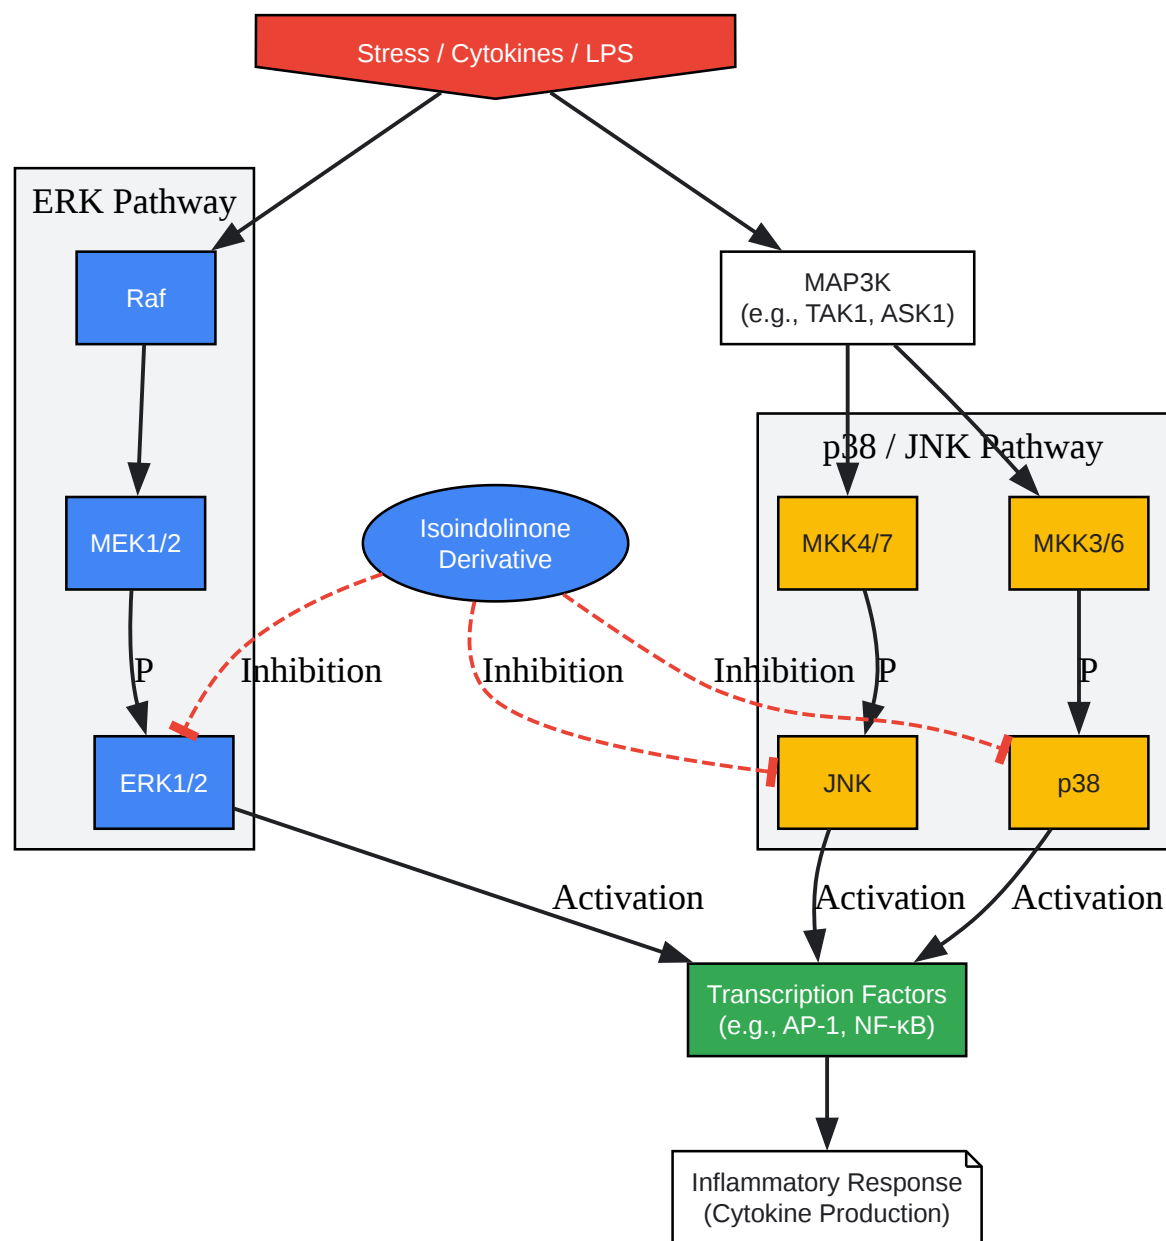 Stress / Cytokines / LPS
ERK Pathway
Raf
MAP3K
(e.g., TAK1, ASK1)
p38 / JNK Pathway
MEK1/2
Isoindolinone
Derivative
MKK4/7
MKK3/6
P
Inhibition
Inhibition
Inhibition
P
P
ERK1/2
JNK
p38
Activation
Activation
Activation
Transcription Factors
(e.g., AP-1, NF-κB)
Inflammatory Response
(Cytokine Production)